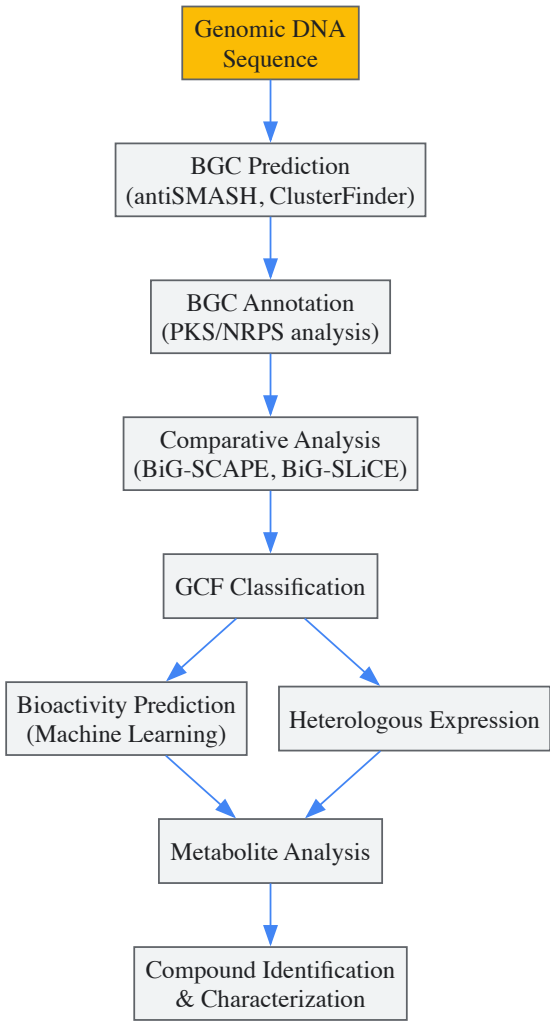 Genomic DNA
Sequence
BGC Prediction
(antiSMASH, ClusterFinder)
BGC Annotation
(PKS/NRPS analysis)
Comparative Analysis
(BiG-SCAPE, BiG-SLiCE)
GCF Classification
Bioactivity Prediction
(Machine Learning)
Heterologous Expression
Metabolite Analysis
Compound Identification
& Characterization